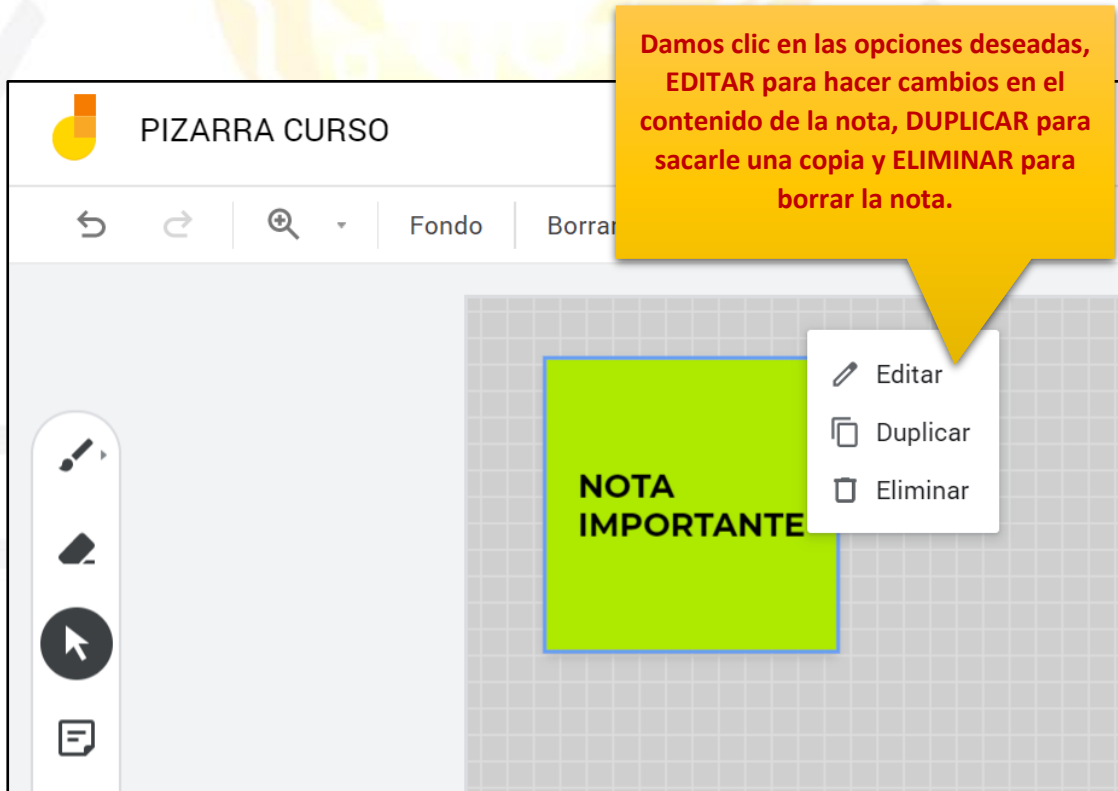 Damos clic en las opciones deseadas,
EDITAR para hacer cambios en el
contenido de la nota, DUPLICAR para
sacarle una copia y ELIMINAR para
borrar la nota.
PIZARRA CURSO
Fondo
Borrar
Editar
Duplicar
Eliminar
NOTA
IMPORTANTE